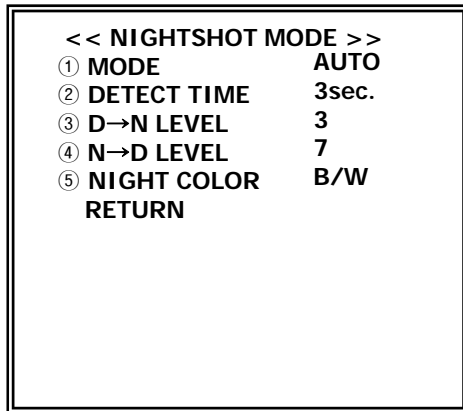 << NIGHTSHOT MODE >>
① MODE AUTO
② DETECT TIME 3sec.
③ D→N LEVEL 3
④ N→D LEVEL 7
⑤ NIGHT COLOR B/W
RETURN